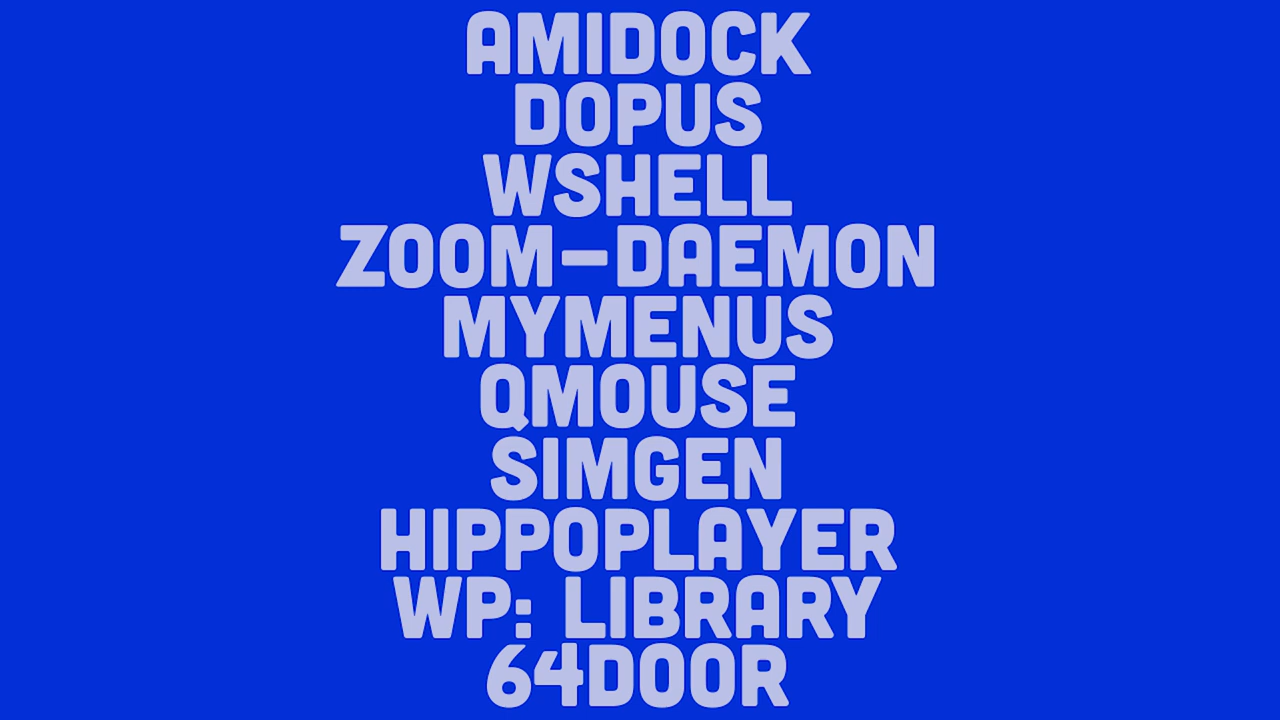 AMIDOCK
DOPUS
WSHELL
ZOOM-DAEMON
MYMENUS
QMOUSE
SIMGEN
HIPPOPLAYER
WP: LIBRARY
64DOOR